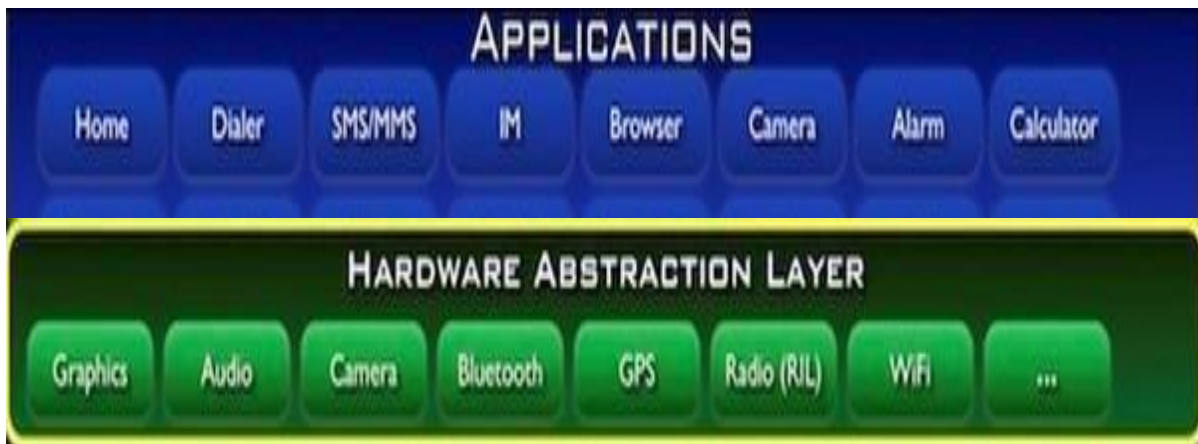 APPLICATIONS
Home Dialer SMS/MMS IM Browser Camera Alarm Calculator
HARDWARE ABSTRACTION LAYER
Graphics Audio Camera Bluetooth GPS Radio (RIL) WiFi ...